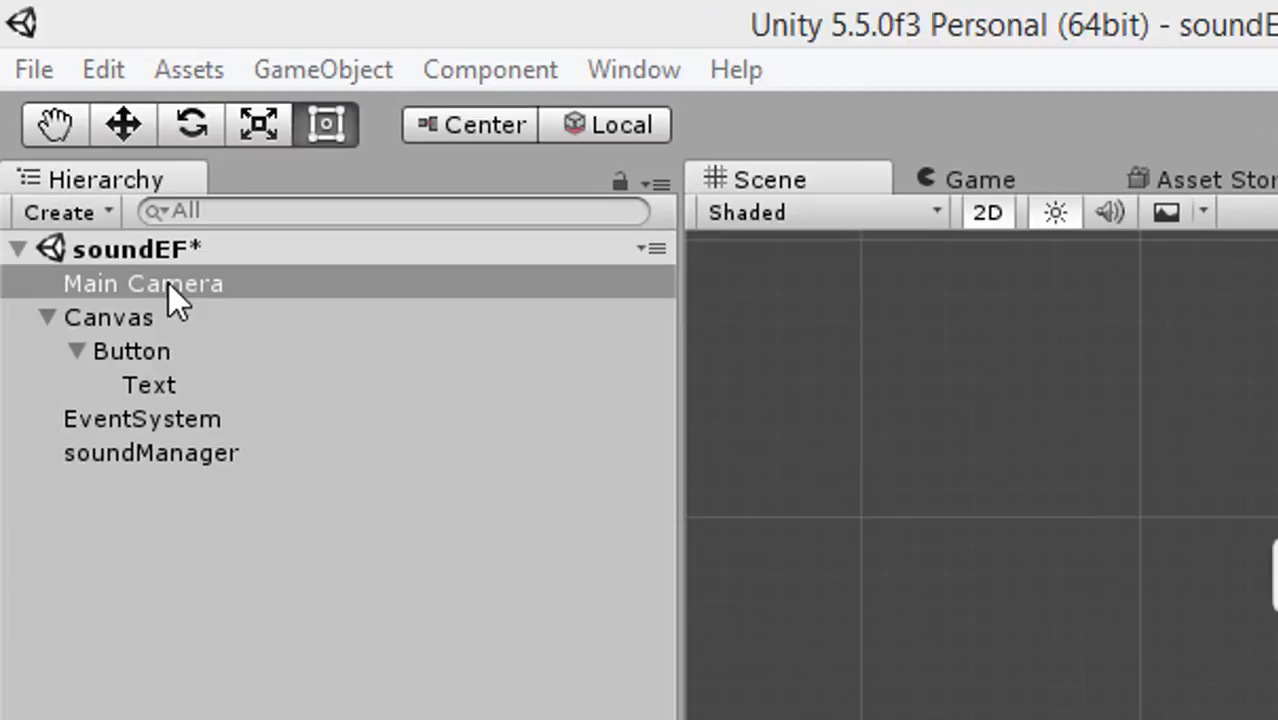 Unity 5.5.0f3 Personal (64bit) - soundE
File Edit Assets GameObject Component Window Help
Center Local
Hierarchy Scene Game Asset Stor
Create All Shaded 2D
soundEF*
Main Camera
Canvas
Button
Text
EventSystem
soundManager